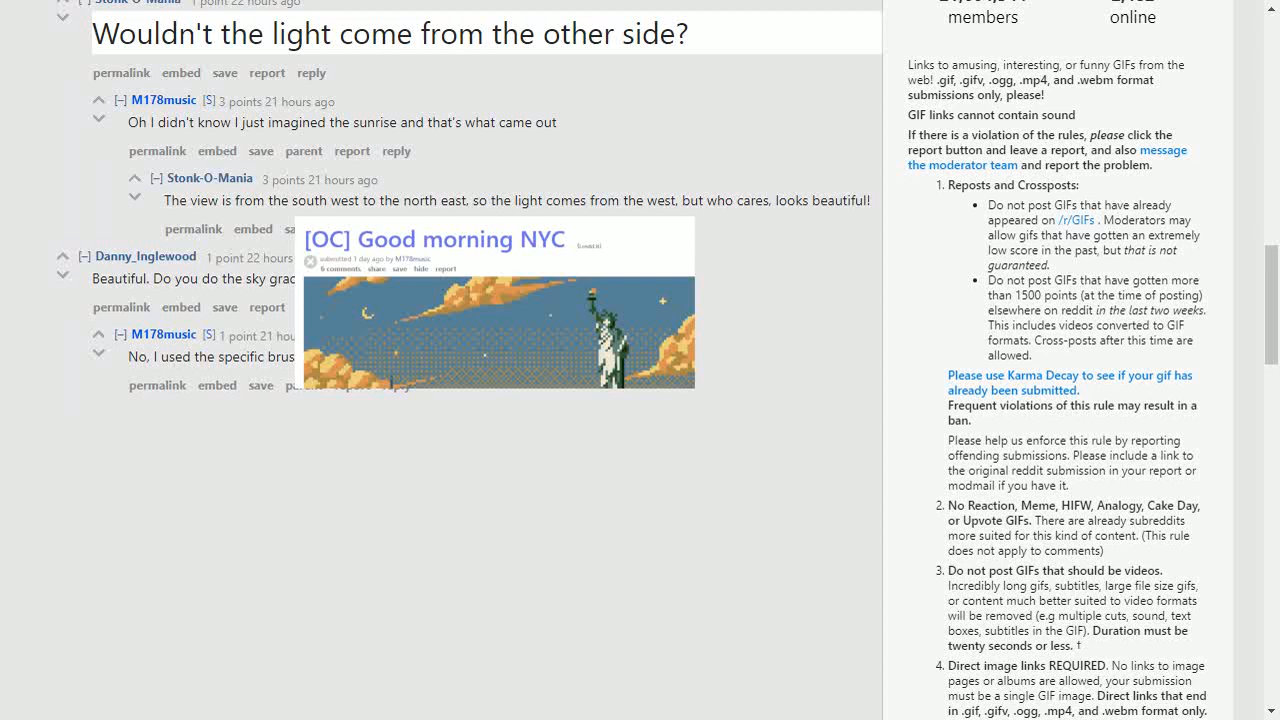 Stonk-O-Mania 1 point 22 hours ago
Wouldn't the light come from the other side?
permalink embed save report reply
[–] M178music [S] 3 points 21 hours ago
Oh I didn't know I just imagined the sunrise and that's what came out
permalink embed save parent report reply
[–] Stonk-O-Mania 3 points 21 hours ago
The view is from the south west to the north east, so the light comes from the west, but who cares, looks beautiful!
permalink embed
[–] Danny_Inglewood 1 point 22 hours
Beautiful. Do you do the sky
permalink embed save report
[–] M178music [S] 1 point 21
No, I used the specific
permalink embed save
[OC] Good morning NYC
submitted 1 day ago by M178music
6 comments share save hide report
members
online
Links to amusing, interesting, or funny GIFs from the
web! .gif, .gifv, .ogg, .mp4, and .webm format
submissions only, please!
GIF links cannot contain sound
If there is a violation of the rules, please click the
report button and leave a report, and also message
the moderator team and report the problem.
1. Reposts and Crossposts:
• Do not post GIFs that have already
appeared on /r/GIFs . Moderators may
allow gifs that have gotten an extremely
low score in the past, but that is not
guaranteed.
• Do not post GIFs that have gotten more
than 1500 points (at the time of posting)
elsewhere on reddit in the last two weeks.
This includes videos converted to GIF
formats. Cross-posts after this time are
allowed.
Please use Karma Decay to see if your gif has
already been submitted.
Frequent violations of this rule may result in a
ban.
Please help us enforce this rule by reporting
offending submissions. Please include a link to
the original reddit submission in your report or
modmail if you have it.
2. No Reaction, Meme, HIFW, Analogy, Cake Day,
or Upvote GIFs. There are already subreddits
more suited for this kind of content. (This rule
does not apply to comments)
3. Do not post GIFs that should be videos.
Incredibly long gifs, subtitles, large file size gifs,
or content much better suited to video formats
will be removed (e.g multiple cuts, sound, text
boxes, subtitles in the GIF). Duration must be
twenty seconds or less. †
4. Direct image links REQUIRED. No links to image
pages or albums are allowed, your submission
must be a single GIF image. Direct links that end
in .gif, .gifv, .ogg, .mp4, and .webm format only.